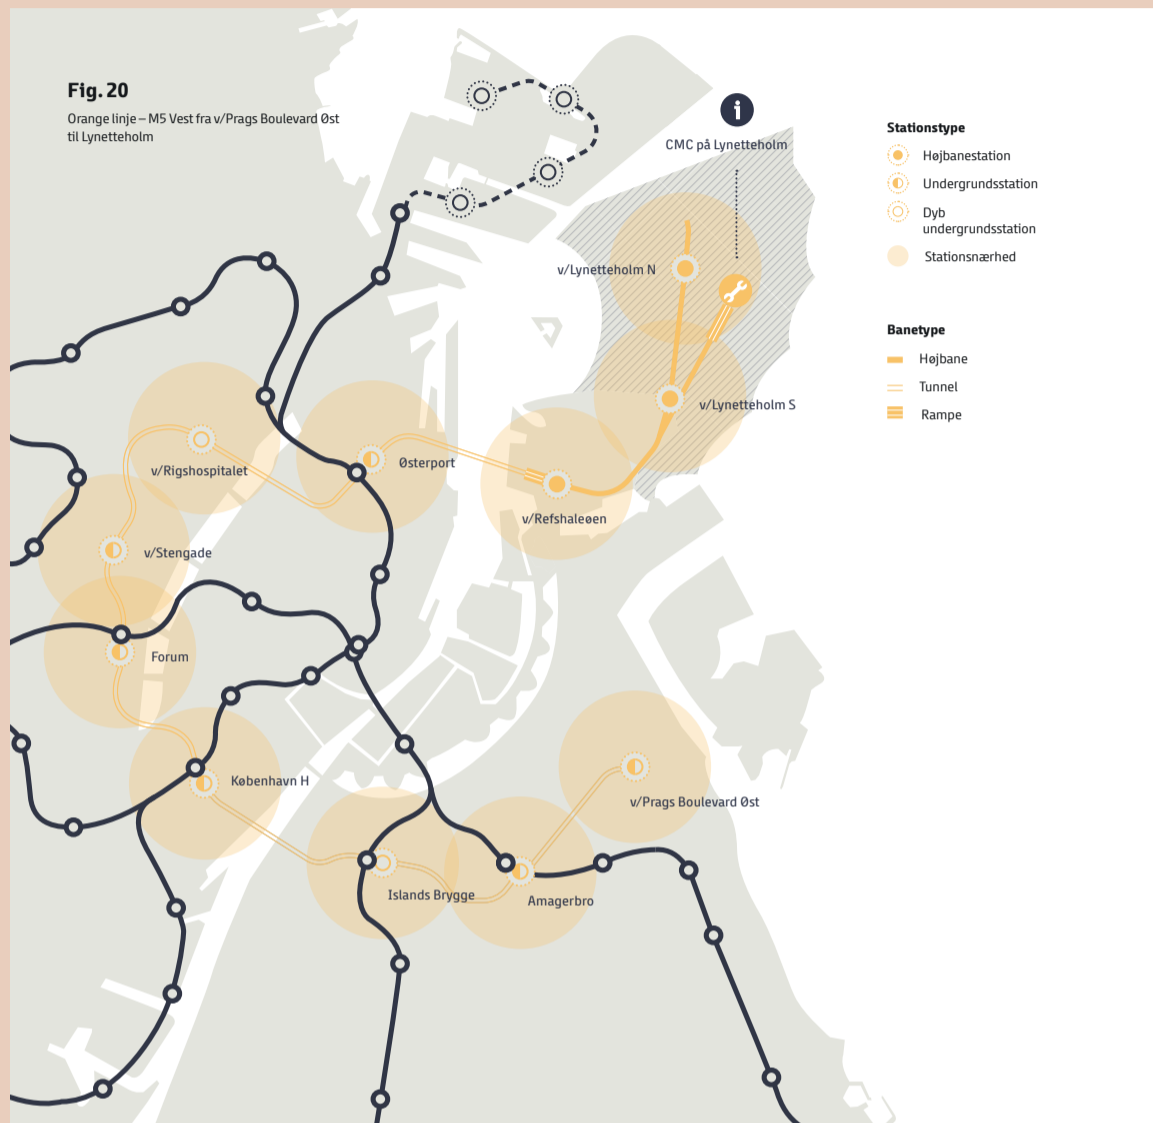 Fig. 20
Orange linje – M5 Vest fra v/Prags Boulevard Øst
til Lynetteholm
i
CMC på Lynetteholm
Stationstype
Højbanestation
Undergrundsstation
Dyb
undergrundsstation
Stationsnærhed
Banetype
Højbane
Tunnel
Rampe
v/Lynetteholm N
v/Lynetteholm S
Østerport
v/Rigshospitalet
v/Refshaleøen
v/Stengade
Forum
København H
v/Prags Boulevard Øst
Islands Brygge
Amagerbro